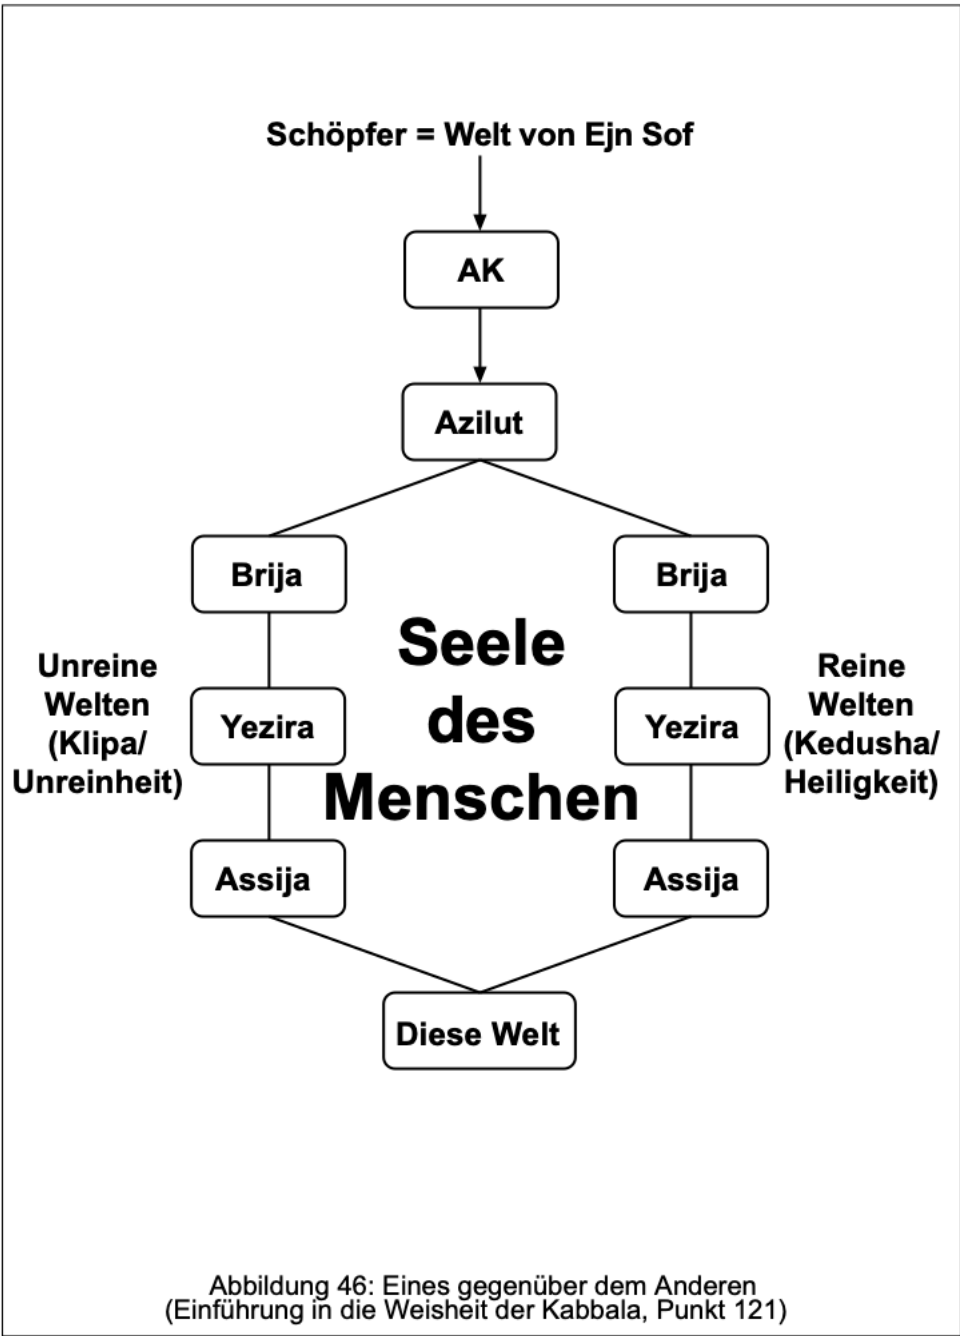 Schöpfer = Welt von Ejn Sof
AK
Azilut
Brija
Brija
Seele
des
Menschen
Unreine
Welten
(Klipa/
Unreinheit)
Yezira
Yezira
Reine
Welten
(Kedusha/
Heiligkeit)
Assija
Assija
Diese Welt
Abbildung 46: Eines gegenüber dem Anderen
(Einführung in die Weisheit der Kabbala, Punkt 121)